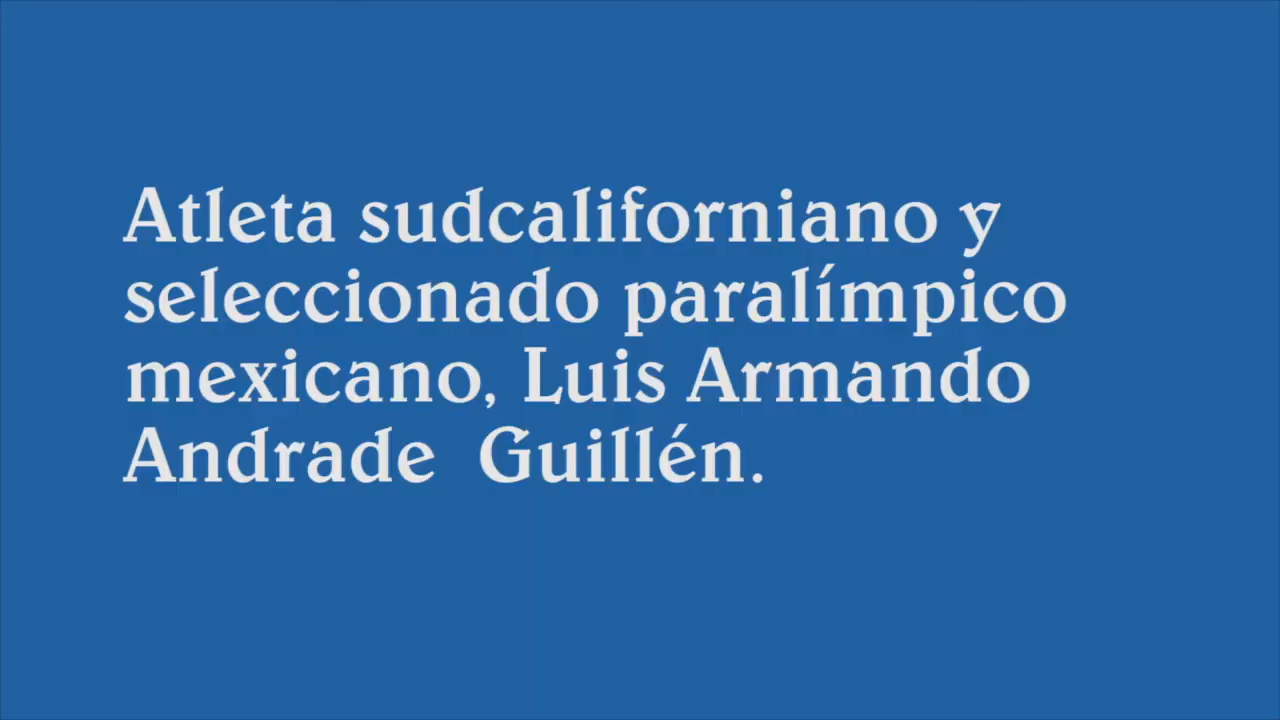 Atleta sudcaliforniano y
seleccionado paralímpico
mexicano, Luis Armando
Andrade  Guillén.